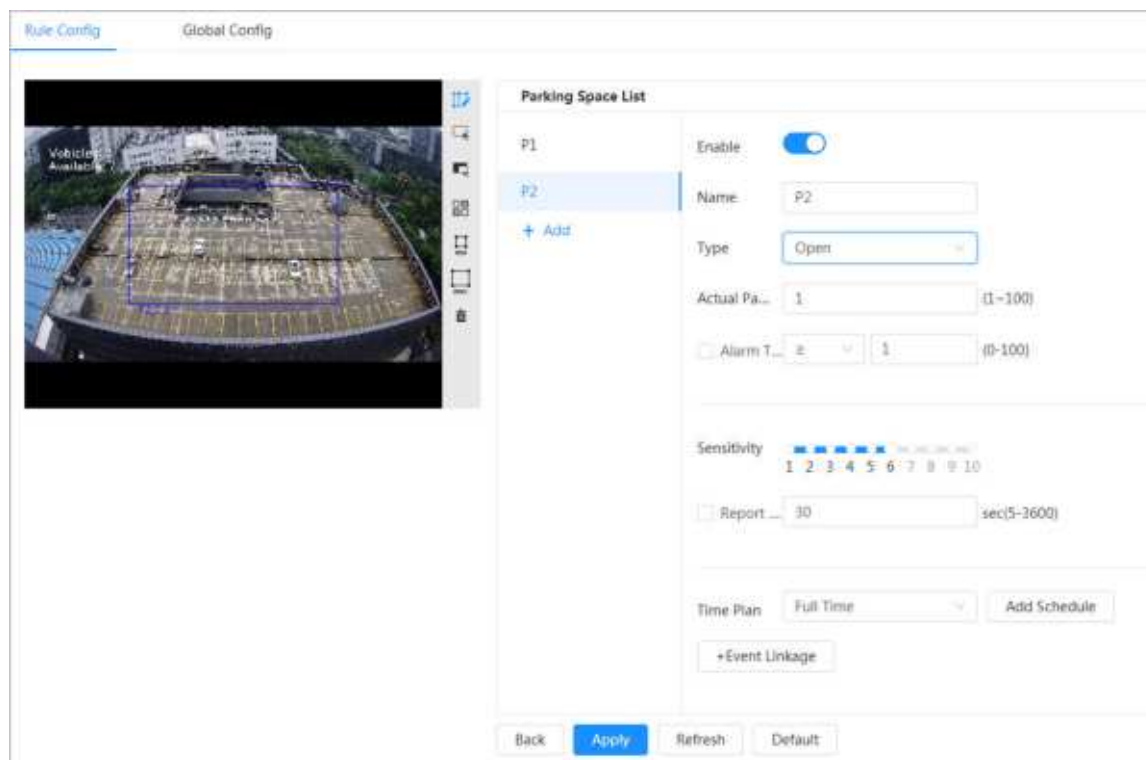 Rule Config Global Config
Vehicles
Available
Parking Space List
P1
P2
+ Add
Enable
Name P2
Type Open
Actual Pa... 1 (1~100)
Alarm T... ≥ 1 (0-100)
Sensitivity
1 2 3 4 5 6 7 8 9 10
Report ... 30 sec(5-3600)
Time Plan Full Time Add Schedule
+Event Linkage
Back Apply Refresh Default